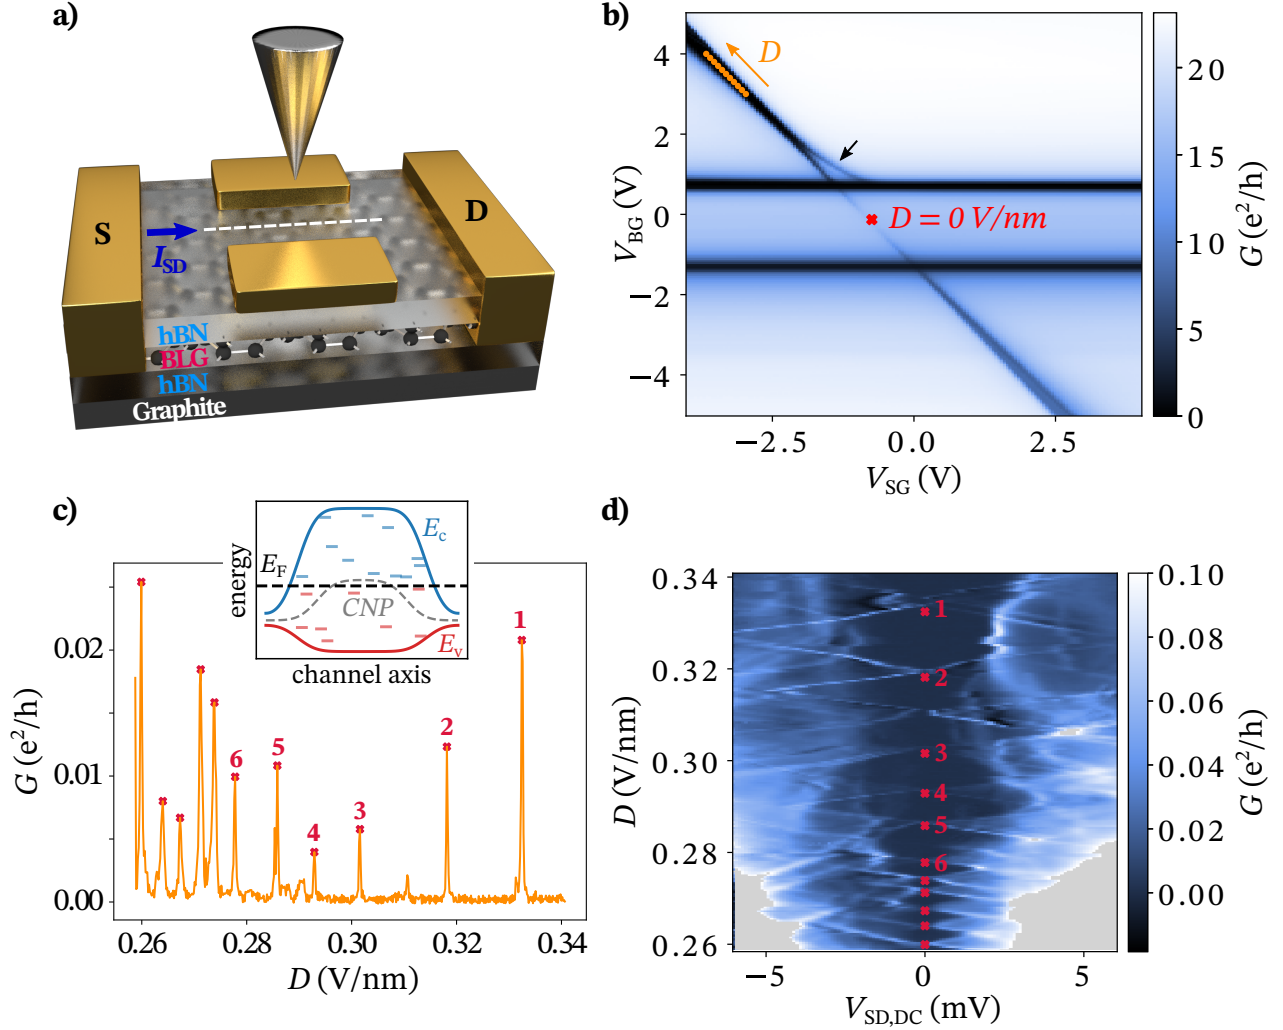 a)
S
D
I_SD
hBN
BLG
hBN
Graphite
b)
4
2
0
−2
−4
V_BG (V)
D
D = 0 V/nm
−2.5
0.0
2.5
V_SG (V)
20
15
10
5
0
G (e²/h)
c)
energy
E_F
E_c
CNP
E_v
channel axis
1
2
3
4
5
6
0.02
0.01
0.00
G (e²/h)
0.26
0.28
0.30
0.32
0.34
D (V/nm)
d)
0.34
0.32
0.30
0.28
0.26
D (V/nm)
1
2
3
4
5
6
−5
0
5
V_SD,DC (mV)
0.10
0.08
0.06
0.04
0.02
0.00
G (e²/h)